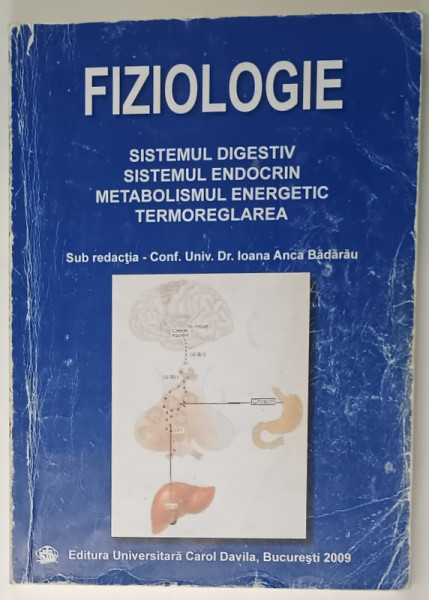 FIZIOLOGIE
SISTEMUL DIGESTIV
SISTEMUL ENDOCRIN
METABOLISMUL ENERGETIC
TERMOREGLAREA
Sub redacţia - Conf. Univ. Dr. Ioana Anca Bădărău
Editura Universitară Carol Davila, Bucureşti 2009